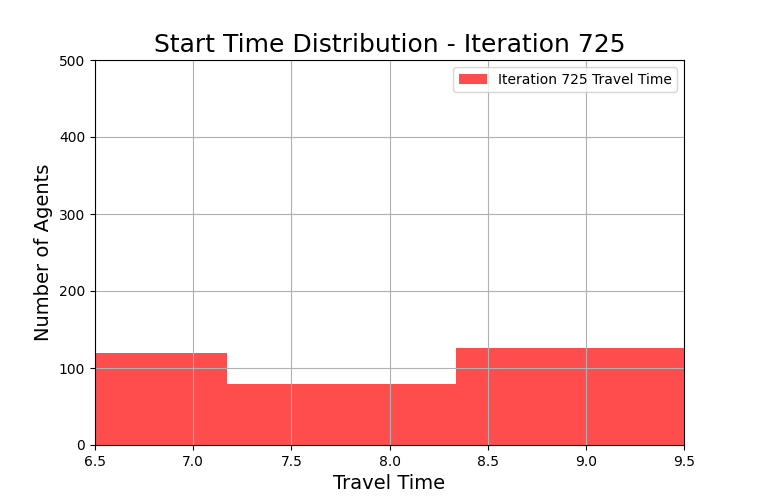 Start Time Distribution - Iteration 725
500
400
300
200
100
0
Number of Agents
Iteration 725 Travel Time
6.5 7.0 7.5 8.0 8.5 9.0 9.5
Travel Time